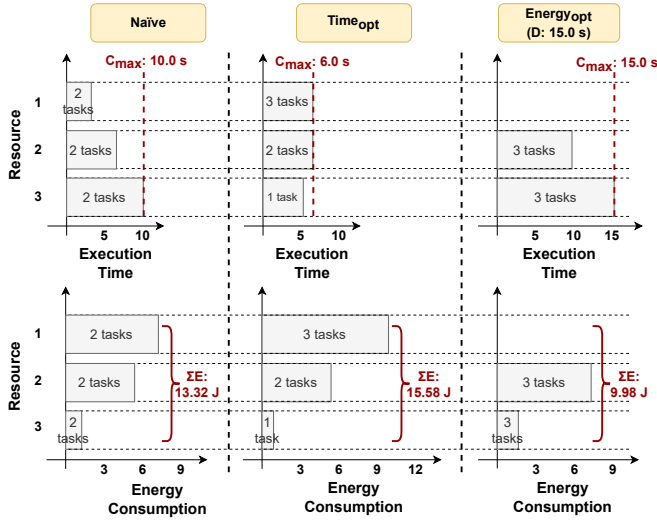 Naïve
Time_opt
Energy_opt
(D: 15.0 s)
C_max: 10.0 s
C_max: 6.0 s
C_max: 15.0 s
Resource
1
2
tasks
3 tasks
2
2 tasks
2 tasks
3 tasks
3
2 tasks
1 task
3 tasks
5 10
5 10
5 10 15
Execution
Time
Execution
Time
Execution
Time
Resource
1
2 tasks
3 tasks
2
2 tasks
2 tasks
3 tasks
3
2
tasks
1
task
3
tasks
ΣE:
13.32 J
ΣE:
15.58 J
ΣE:
9.98 J
3 6 9
3 6 9 12
3 6 9
Energy
Consumption
Energy
Consumption
Energy
Consumption